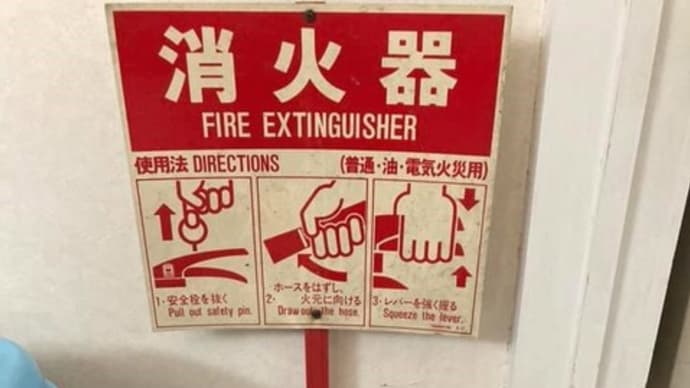 消火器
FIRE EXTINGUISHER
使用法 DIRECTIONS (普通・油・電気火災用)
1・安全栓を抜く
Pull out safety pin.
ホースをはずし、
2・ 火元に向ける
Draw out the hose.
3・レバーを強く握る
Squeeze the lever.